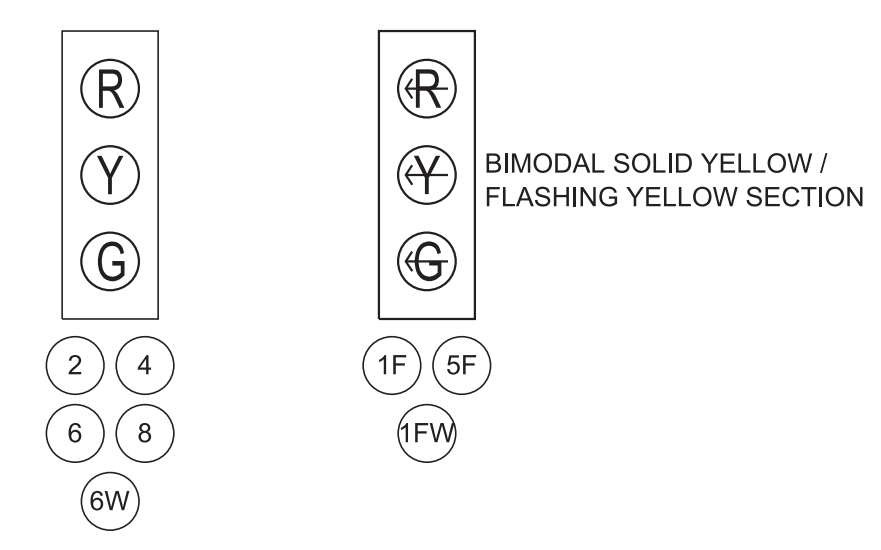 R
Y
G
2 4
6 8
6W
R
Y
G
BIMODAL SOLID YELLOW /
FLASHING YELLOW SECTION
1F 5F
1FW